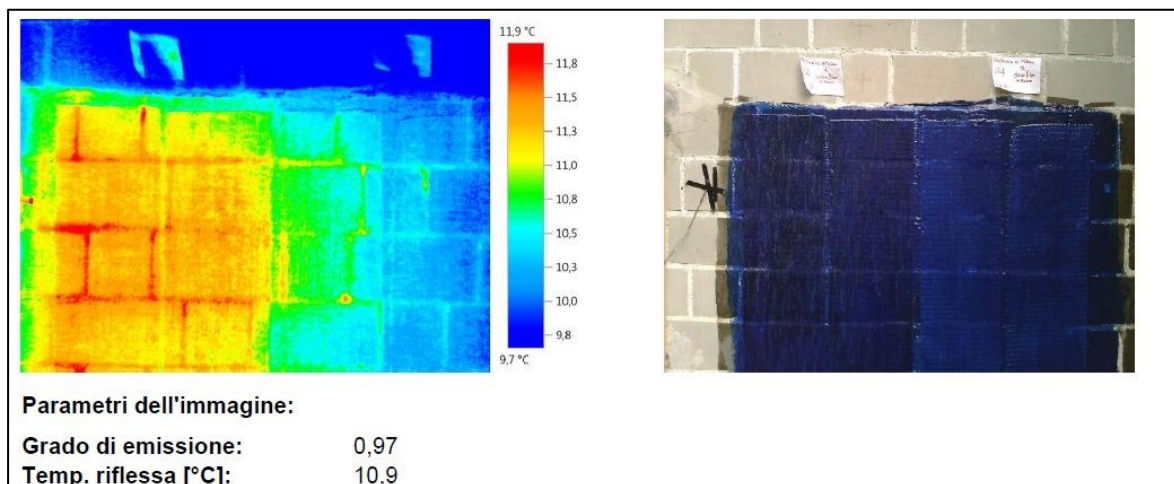 11,9 °C
11,8
11,5
11,3
11,0
10,8
10,5
10,3
10,0
9,8
9,7 °C
Parametri dell'immagine:
Grado di emissione: 0,97
Temp. riflessa [°C]: 10,9